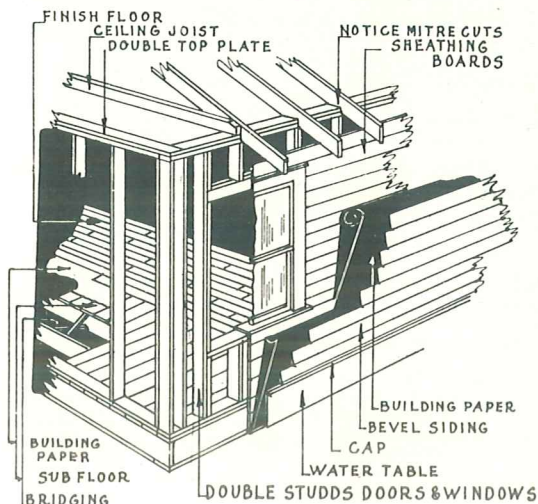 FINISH FLOOR
CEILING JOIST
DOUBLE TOP PLATE
NOTICE MITRE CUTS
SHEATHING
BOARDS
BUILDING PAPER
BEVEL SIDING
CAP
WATER TABLE
DOUBLE STUDDS DOORS & WINDOWS
BUILDING
PAPER
SUB FLOOR
BRIDGING